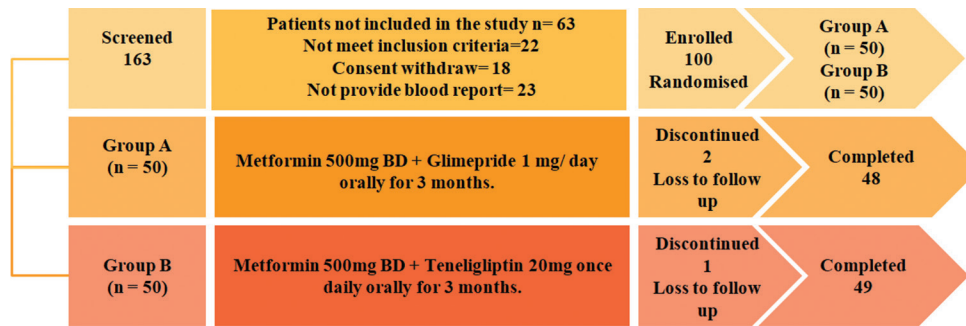 Screened
163
Patients not included in the study n= 63
Not meet inclusion criteria=22
Consent withdraw= 18
Not provide blood report= 23
Enrolled
100
Randomised
Group A
(n = 50)
Group B
(n = 50)
Group A
(n = 50)
Metformin 500mg BD + Glimepride 1 mg/ day
orally for 3 months.
Discontinued
2
Loss to follow
up
Completed
48
Group B
(n = 50)
Metformin 500mg BD + Teneligliptin 20mg once
daily orally for 3 months.
Discontinued
1
Loss to follow
up
Completed
49